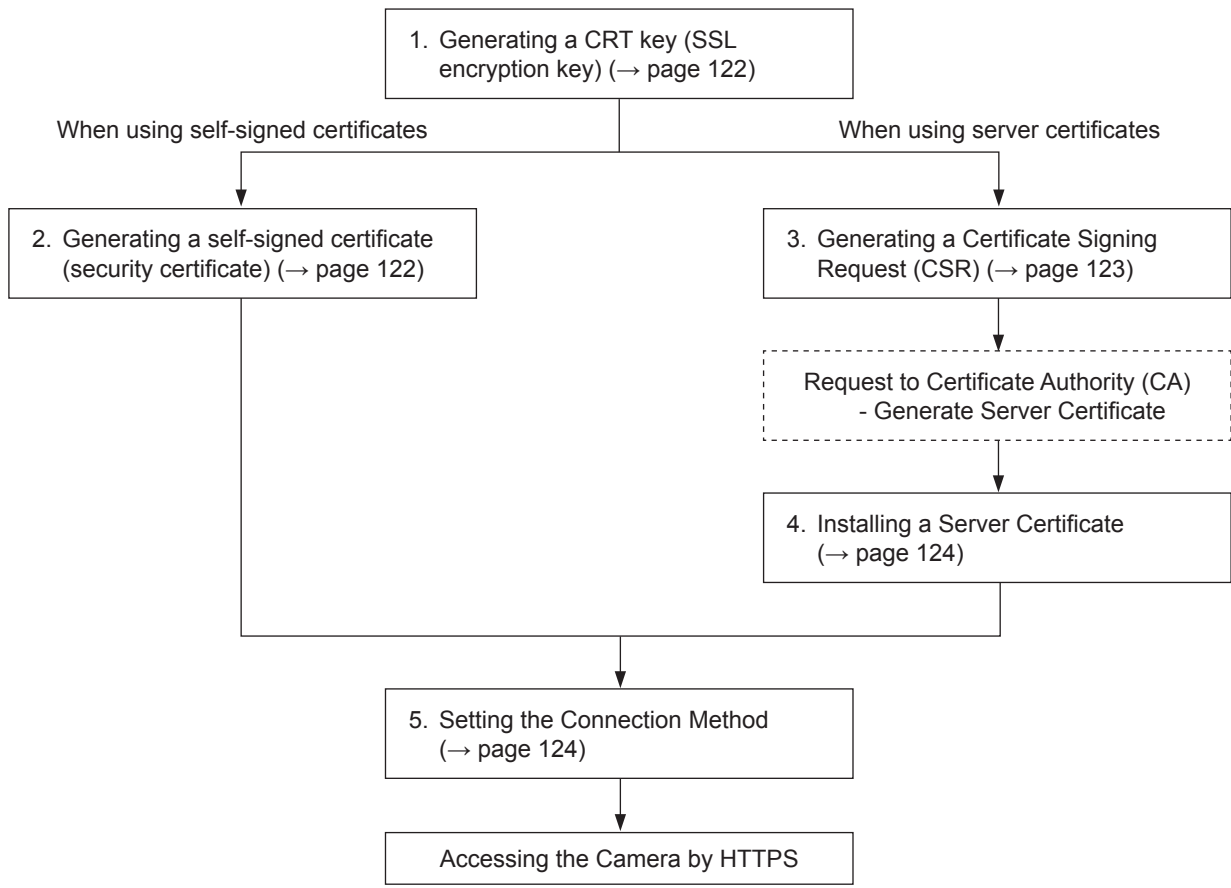 1. Generating a CRT key (SSL
encryption key) (→ page 122)
When using self-signed certificates
When using server certificates
2. Generating a self-signed certificate
(security certificate) (→ page 122)
3. Generating a Certificate Signing
Request (CSR) (→ page 123)
Request to Certificate Authority (CA)
- Generate Server Certificate
4. Installing a Server Certificate
(→ page 124)
5. Setting the Connection Method
(→ page 124)
Accessing the Camera by HTTPS